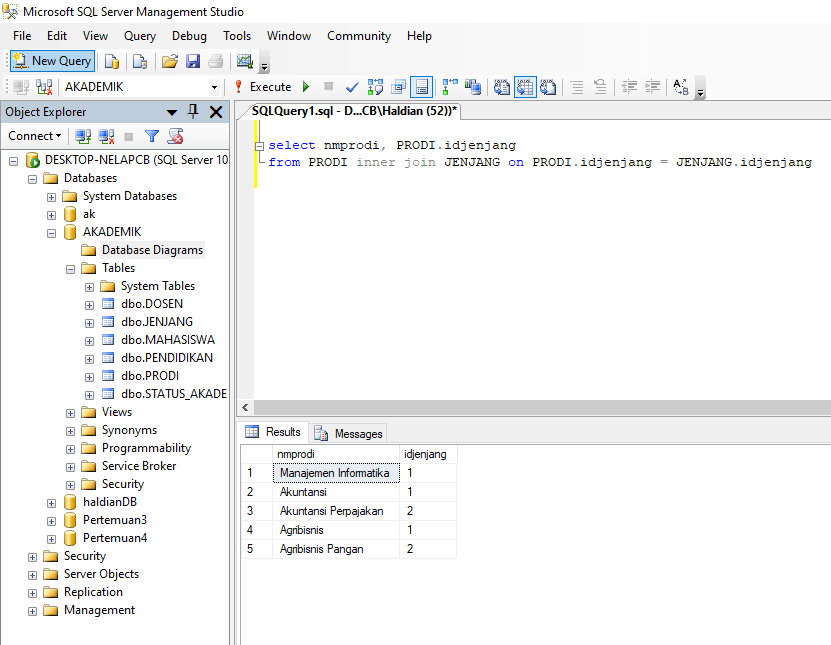 Microsoft SQL Server Management Studio
File Edit View Query Debug Tools Window Community Help
New Query
AKADEMIK Execute
Object Explorer
Connect
DESKTOP-NELAPCB (SQL Server 10
Databases
System Databases
ak
AKADEMIK
Database Diagrams
Tables
System Tables
dbo.DOSEN
dbo.JENJANG
dbo.MAHASISWA
dbo.PENDIDIKAN
dbo.PRODI
dbo.STATUS_AKADE
Views
Synonyms
Programmability
Service Broker
Security
haldianDB
Pertemuan3
Pertemuan4
Security
Server Objects
Replication
Management
SQLQuery1.sql - D...CB\Haldian (52))*
select nmprodi, PRODI.idjenjang
from PRODI inner join JENJANG on PRODI.idjenjang = JENJANG.idjenjang
Results Messages
nmprodi idjenjang
1 Manajemen Informatika 1
2 Akuntansi 1
3 Akuntansi Perpajakan 2
4 Agribisnis 1
5 Agribisnis Pangan 2